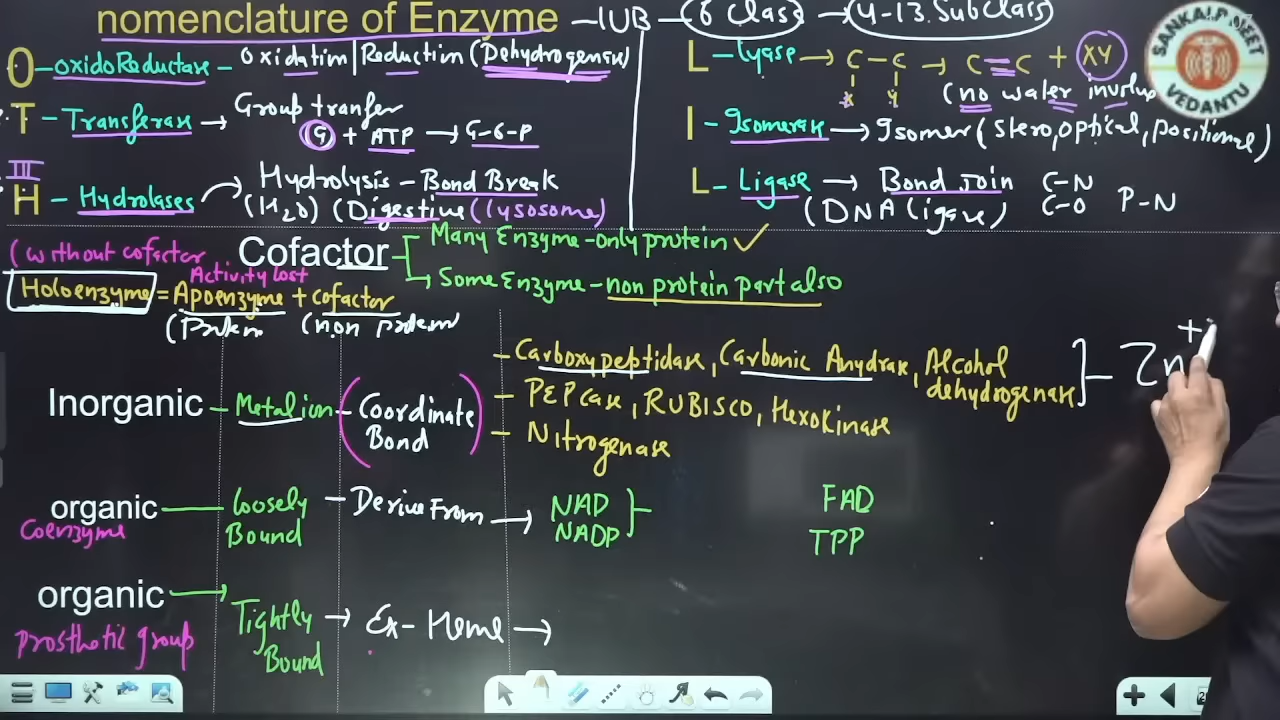 nomenclature of Enzyme - IUB - 6 Class → 4-13. SubClass
O - OxidoReductase - Oxidation | Reduction (Dehydrogenase)
T - Transferase → Group tranfer
G + ATP → G-6-P
III
H - Hydrolases → Hydrolysis - Bond Break
(H₂O) (Digestive (lysosome)
L - lyase → C - C → C = C + XY
X Y
(no water involve
I - Isomerase → Isomer (stero, optical, positional)
L - Ligase → Bond Join C-N
(DNA ligase) C-O P-N
(without cofactor
Activity lost
Cofactor
Many Enzyme - only protein ✓
→ Some Enzyme - non protein part also
Holoenzyme = Apoenzyme + cofactor
(Protein (non protein
Inorganic - Metal ion - (Coordinate Bond)
- Carboxypeptidase, Carbonic Anydrase, Alcohol dehydrogenase ] - Zn+
- PEPcase, RUBISCO, Hexokinase
- Nitrogenase
organic — Loosely Bound - Derive From → NAD
NADP
Coenzyme
FAD
TPP
organic → Tightly Bound → Ex - Heme →
Prosthetic group
SANKALP NEET
VEDANTU